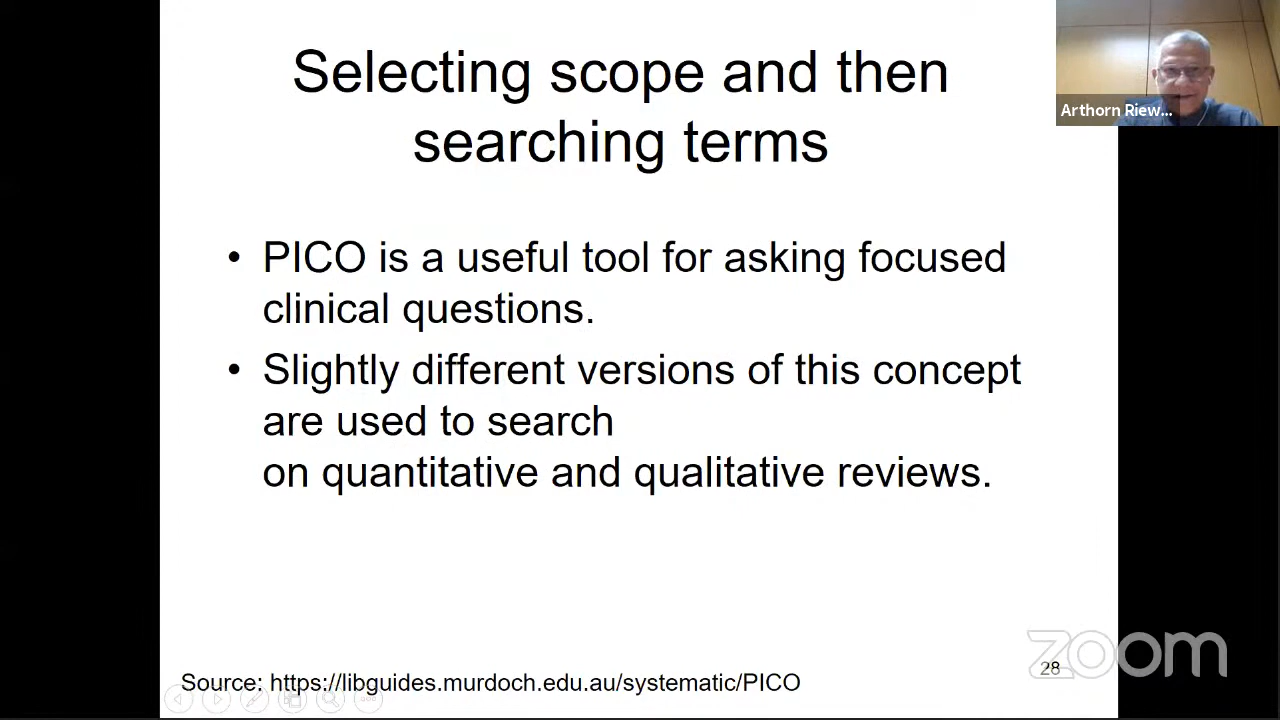 Selecting scope and then
searching terms
Arthorn Riew...
• PICO is a useful tool for asking focused
clinical questions.
• Slightly different versions of this concept
are used to search
on quantitative and qualitative reviews.
Source: https://libguides.murdoch.edu.au/systematic/PICO
28
zoom